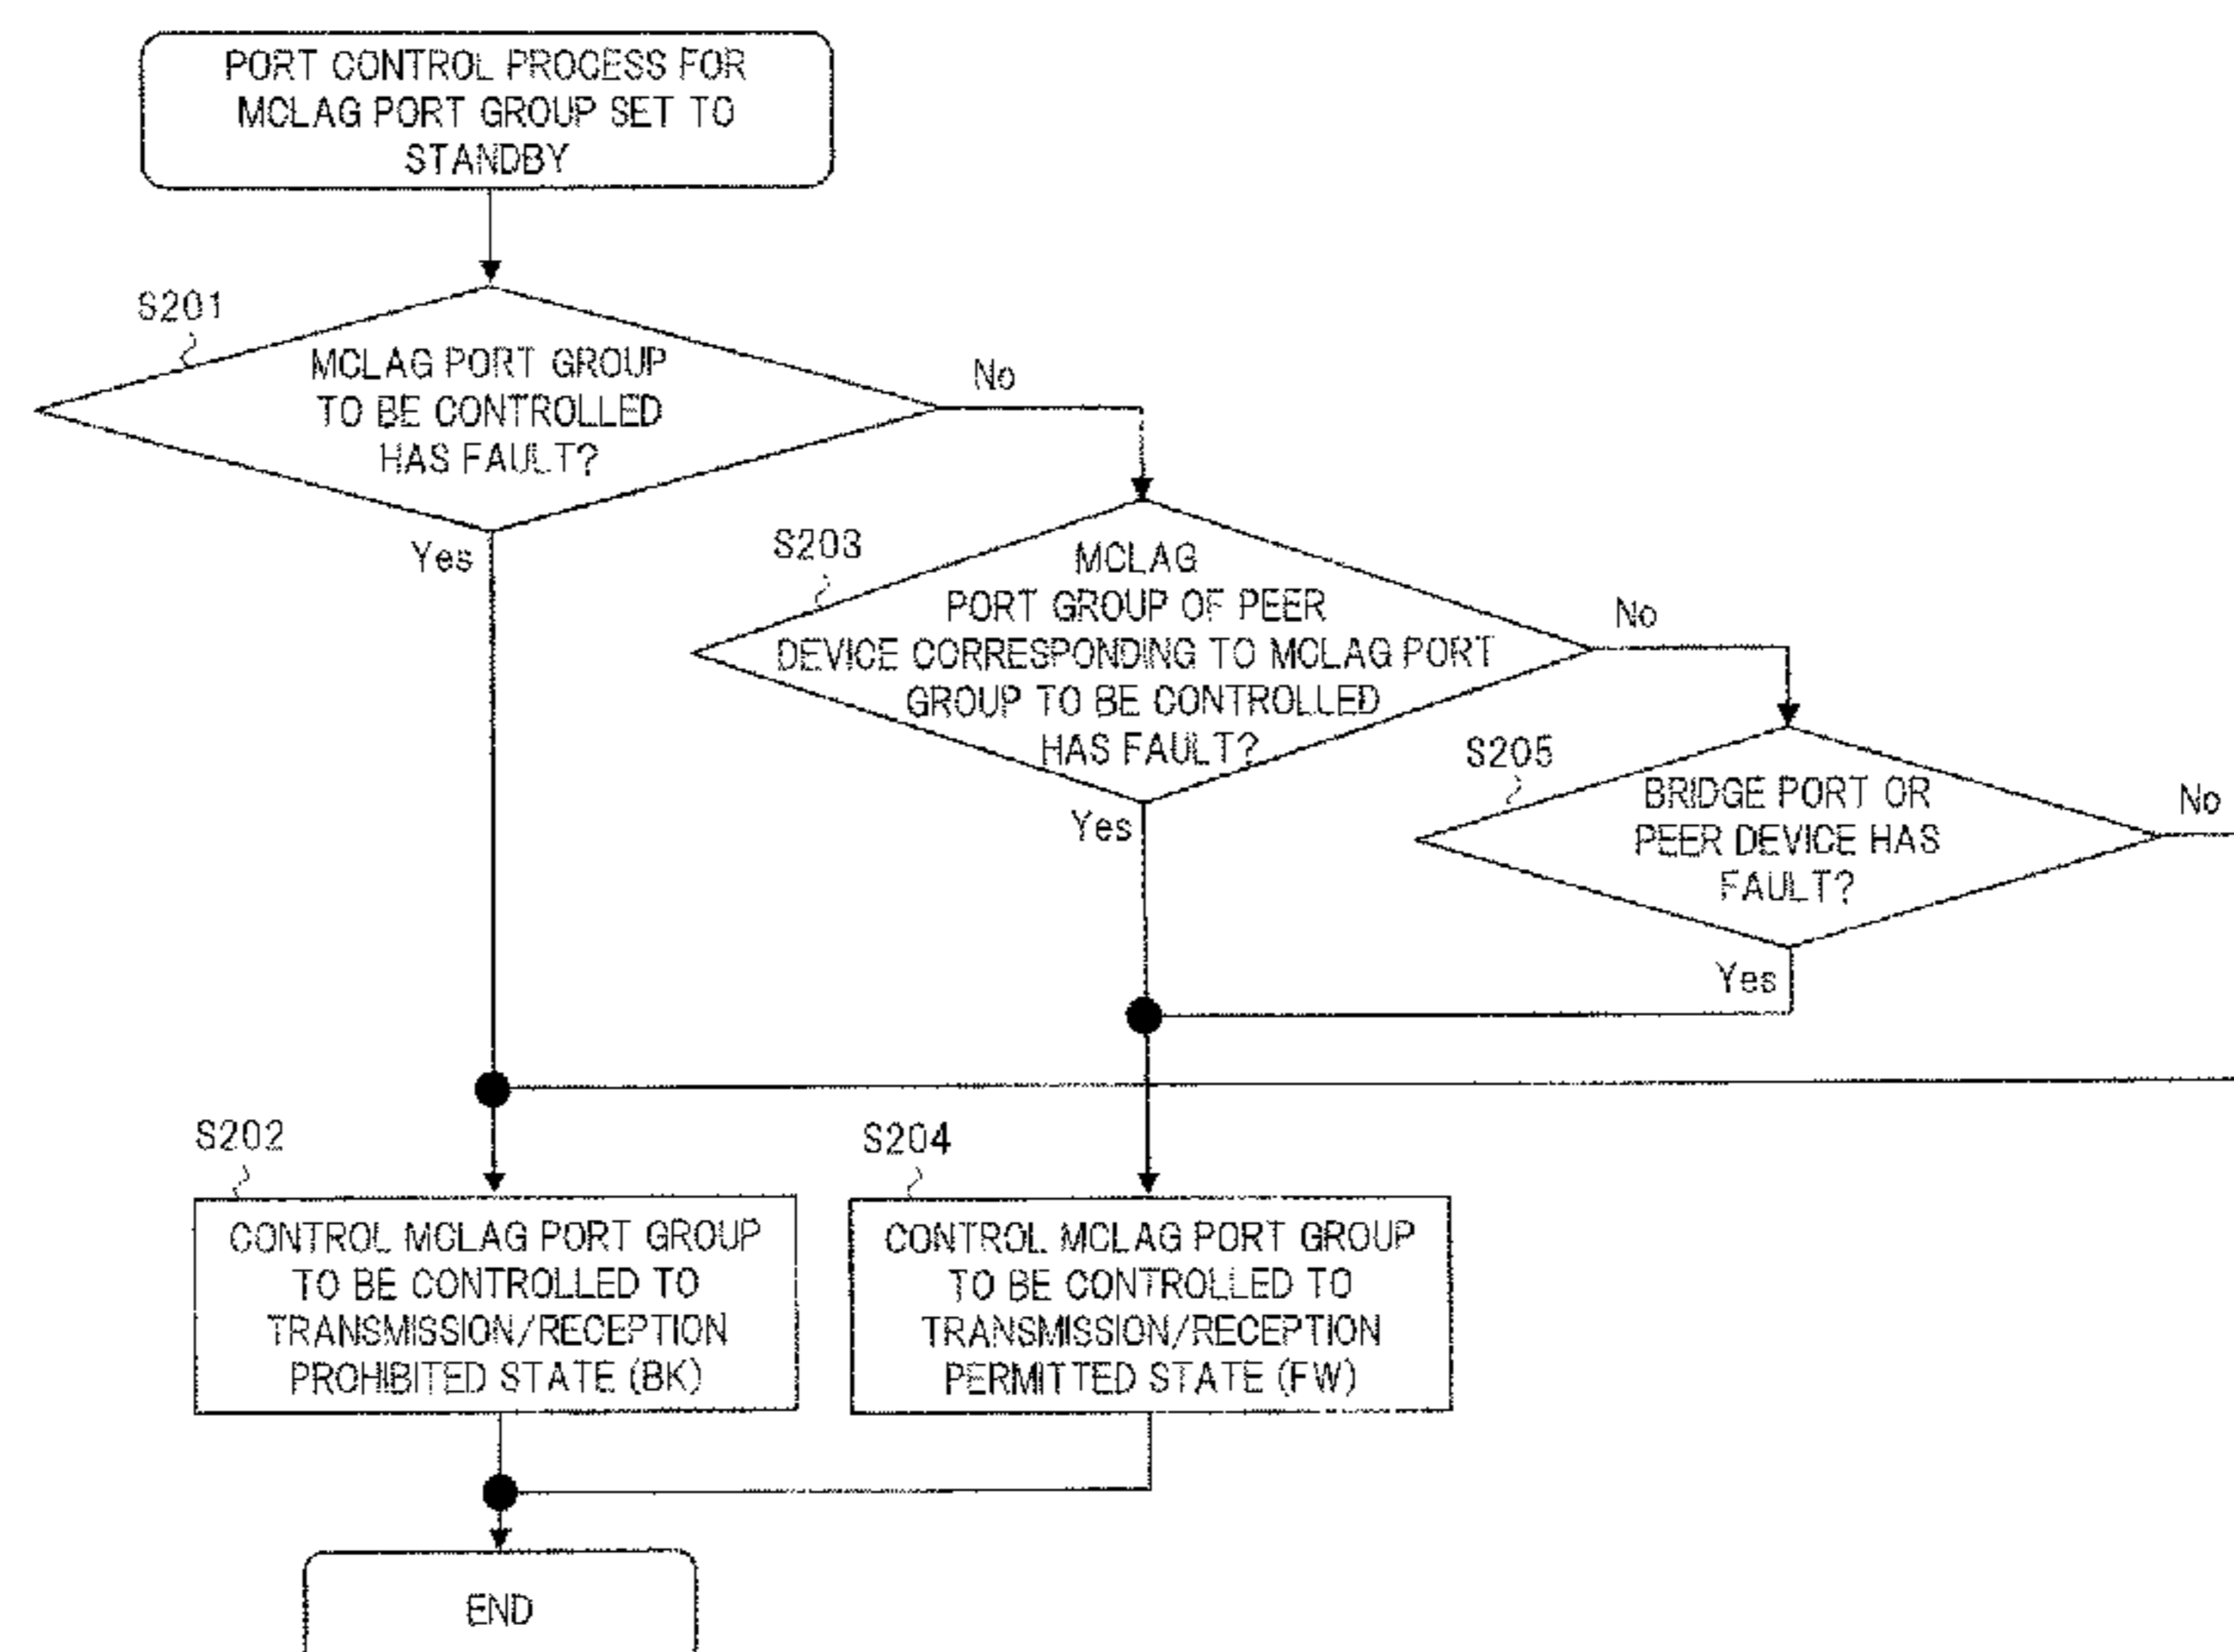 PORT CONTROL PROCESS FOR
MCLAG PORT GROUP SET TO
STANDBY
S201
MCLAG PORT GROUP
TO BE CONTROLLED
HAS FAULT?
No
Yes
S203
MCLAG
PORT GROUP OF PEER
DEVICE CORRESPONDING TO MCLAG PORT
GROUP TO BE CONTROLLED
HAS FAULT?
No
Yes
S205
BRIDGE PORT OR
PEER DEVICE HAS
FAULT?
No
Yes
S202
CONTROL MCLAG PORT GROUP
TO BE CONTROLLED TO
TRANSMISSION/RECEPTION
PROHIBITED STATE (BK)
S204
CONTROL MCLAG PORT GROUP
TO BE CONTROLLED TO
TRANSMISSION/RECEPTION
PERMITTED STATE (FW)
END